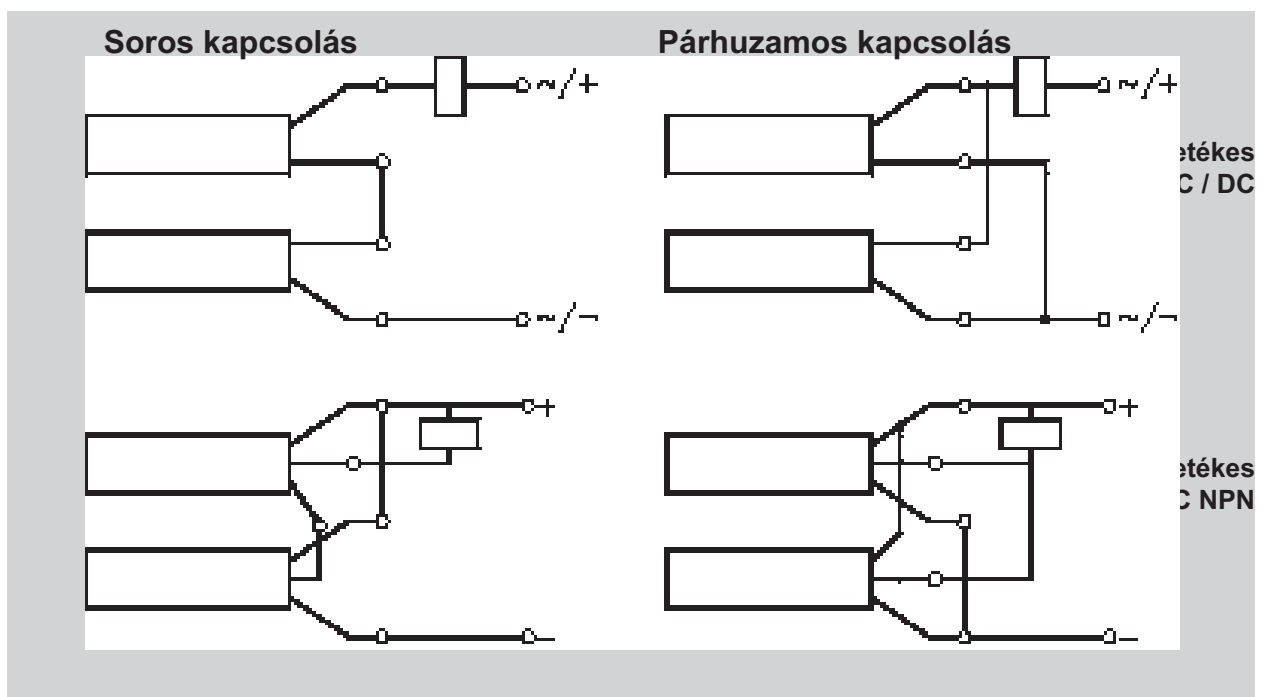 Soros kapcsolás
Párhuzamos kapcsolás
~/+
~/+
etékes
C / DC
~/¬
~/¬
+
+
etékes
C NPN
–
–